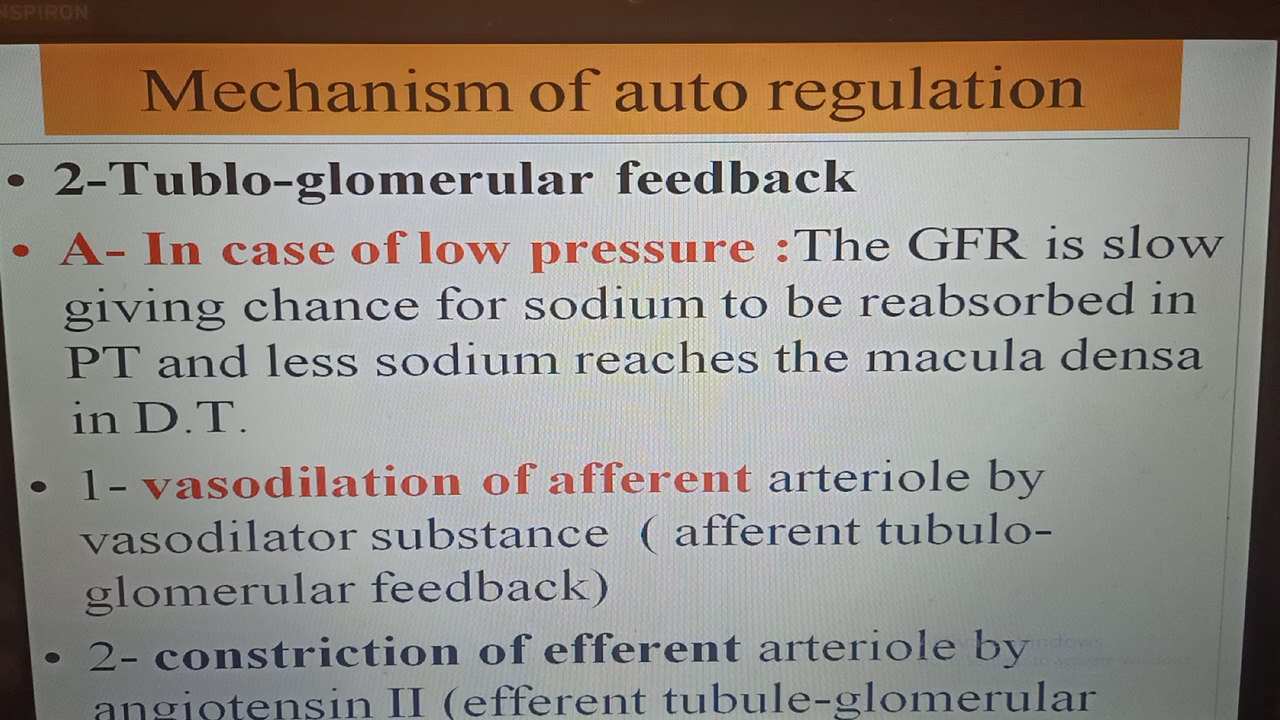 NSPIRON
Mechanism of auto regulation
• 2-Tublo-glomerular feedback
• A- In case of low pressure :The GFR is slow
giving chance for sodium to be reabsorbed in
PT and less sodium reaches the macula densa
in D.T.
• 1- vasodilation of afferent arteriole by
vasodilator substance ( afferent tubulo-
glomerular feedback)
• 2- constriction of efferent arteriole by
angiotensin II (efferent tubule-glomerular